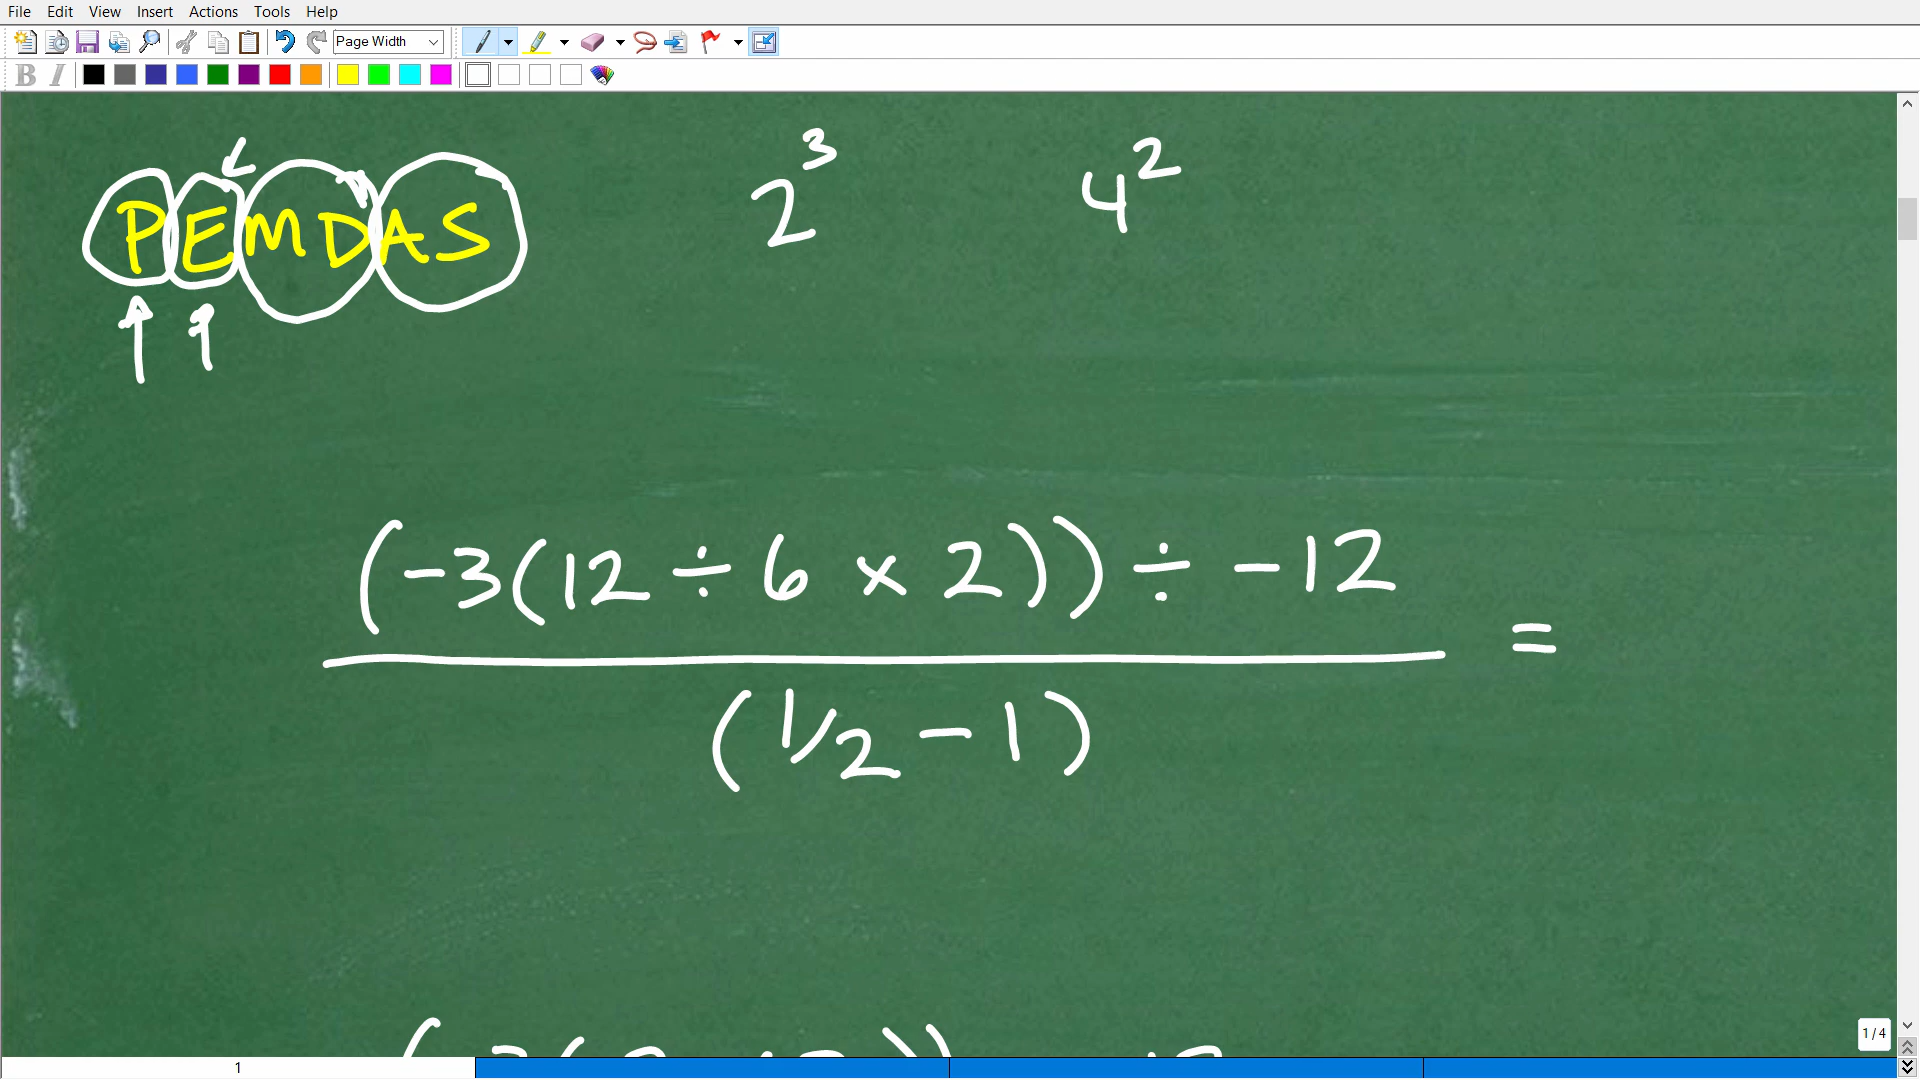 File Edit View Insert Actions Tools Help
Page Width
B I
PEMDAS 2³ 4²
(-3(12 ÷ 6 × 2)) ÷ -12
=
(1/2 - 1)
1 / 4
1